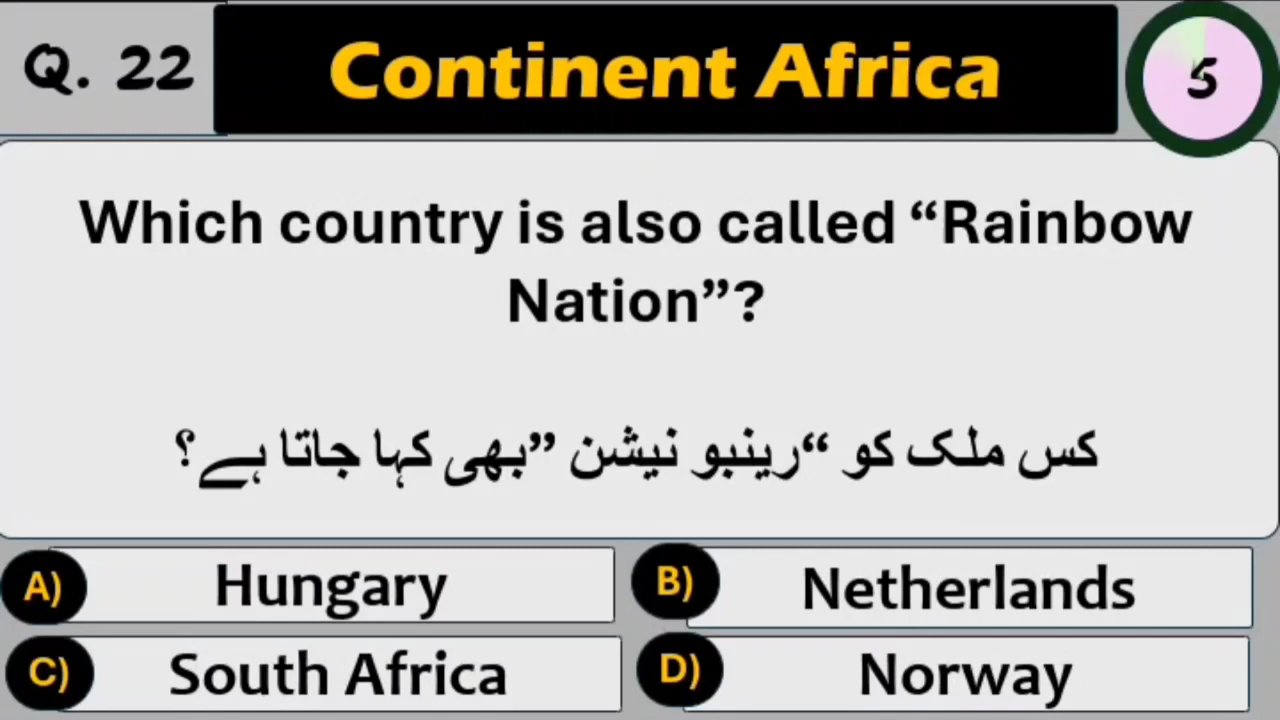 Q. 22
Continent Africa
5
Which country is also called “Rainbow
Nation”?
کس ملک کو “رینبو نیشن ”بھی کہا جاتا ہے؟
A) Hungary
B) Netherlands
C) South Africa
D) Norway